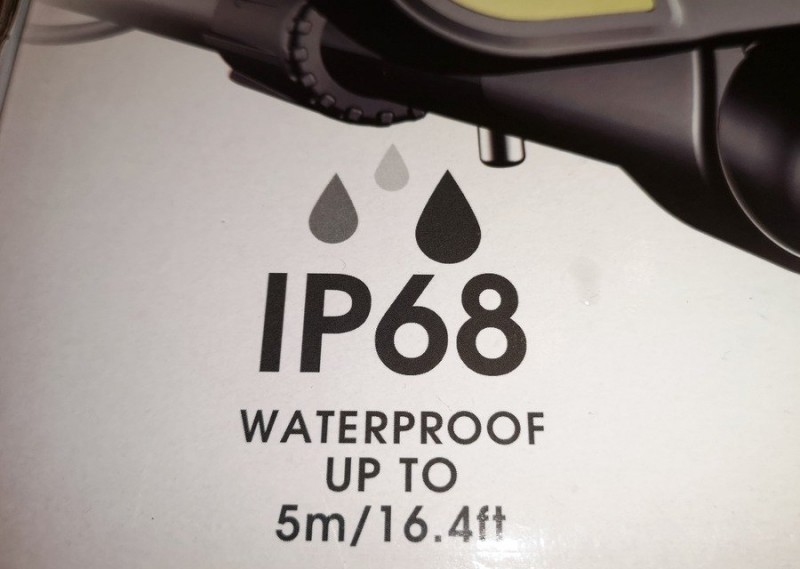 IP68
WATERPROOF
UP TO
5m/16.4ft